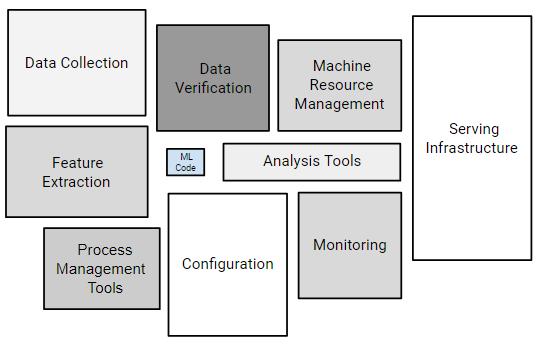 Data Collection
Data
Verification
Machine
Resource
Management
Serving
Infrastructure
Feature
Extraction
ML
Code
Analysis Tools
Process
Management
Tools
Configuration
Monitoring